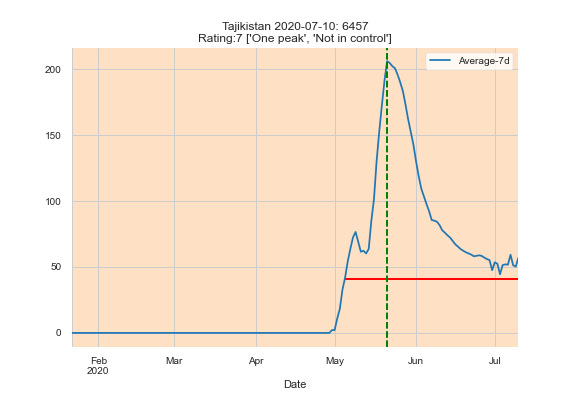 Tajikistan 2020-07-10: 6457
Rating:7 ['One peak', 'Not in control']
Average-7d
200
150
100
50
0
Feb
2020
Mar
Apr
May
Jun
Jul
Date